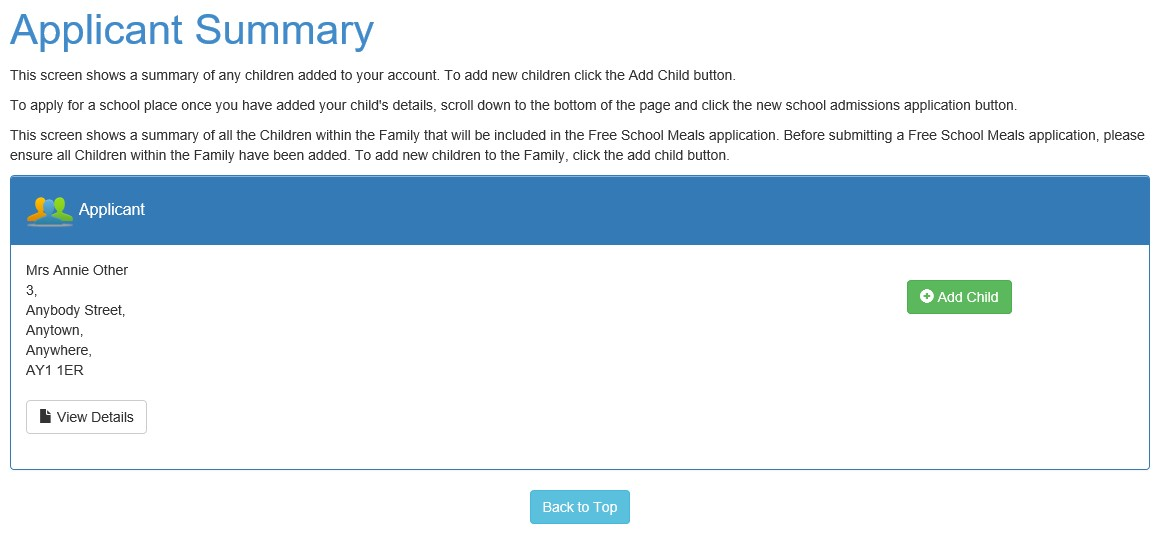 Applicant Summary
This screen shows a summary of any children added to your account. To add new children click the Add Child button.
To apply for a school place once you have added your child's details, scroll down to the bottom of the page and click the new school admissions application button.
This screen shows a summary of all the Children within the Family that will be included in the Free School Meals application. Before submitting a Free School Meals application, please
ensure all Children within the Family have been added. To add new children to the Family, click the add child button.
Applicant
Mrs Annie Other
3,
Anybody Street,
Anytown,
Anywhere,
AY1 1ER
Add Child
View Details
Back to Top